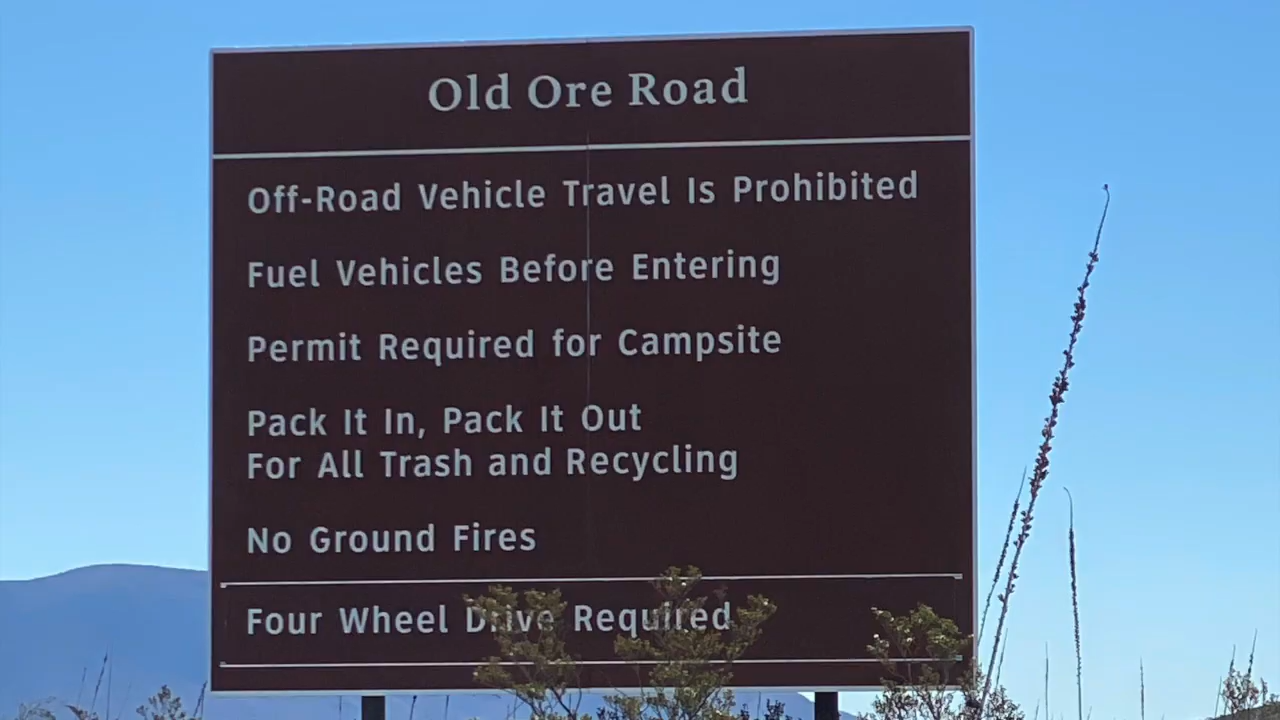 Old Ore Road
Off-Road Vehicle Travel Is Prohibited
Fuel Vehicles Before Entering
Permit Required for Campsite
Pack It In, Pack It Out
For All Trash and Recycling
No Ground Fires
Four Wheel Drive Required